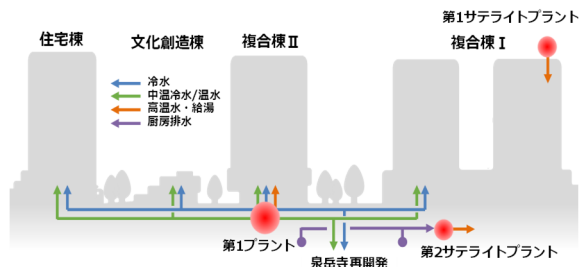 第1サテライトプラント
住宅棟
文化創造棟
複合棟Ⅱ
複合棟Ⅰ
冷水
中温冷水/温水
高温水・給湯
厨房排水
第1プラント
第2サテライトプラント
泉岳寺再開発